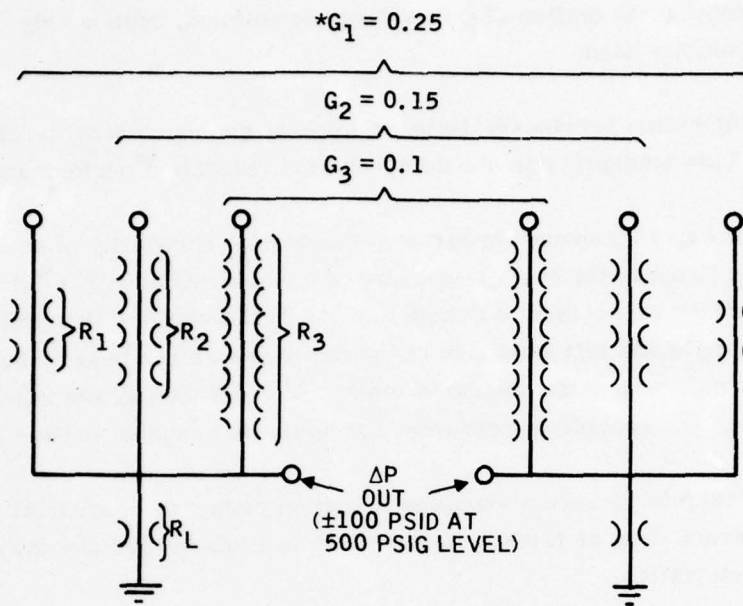 *G₁ = 0.25
G₂ = 0.15
G₃ = 0.1
R₁
R₂
R₃
ΔP
OUT
(±100 PSID AT
500 PSIG LEVEL)
R